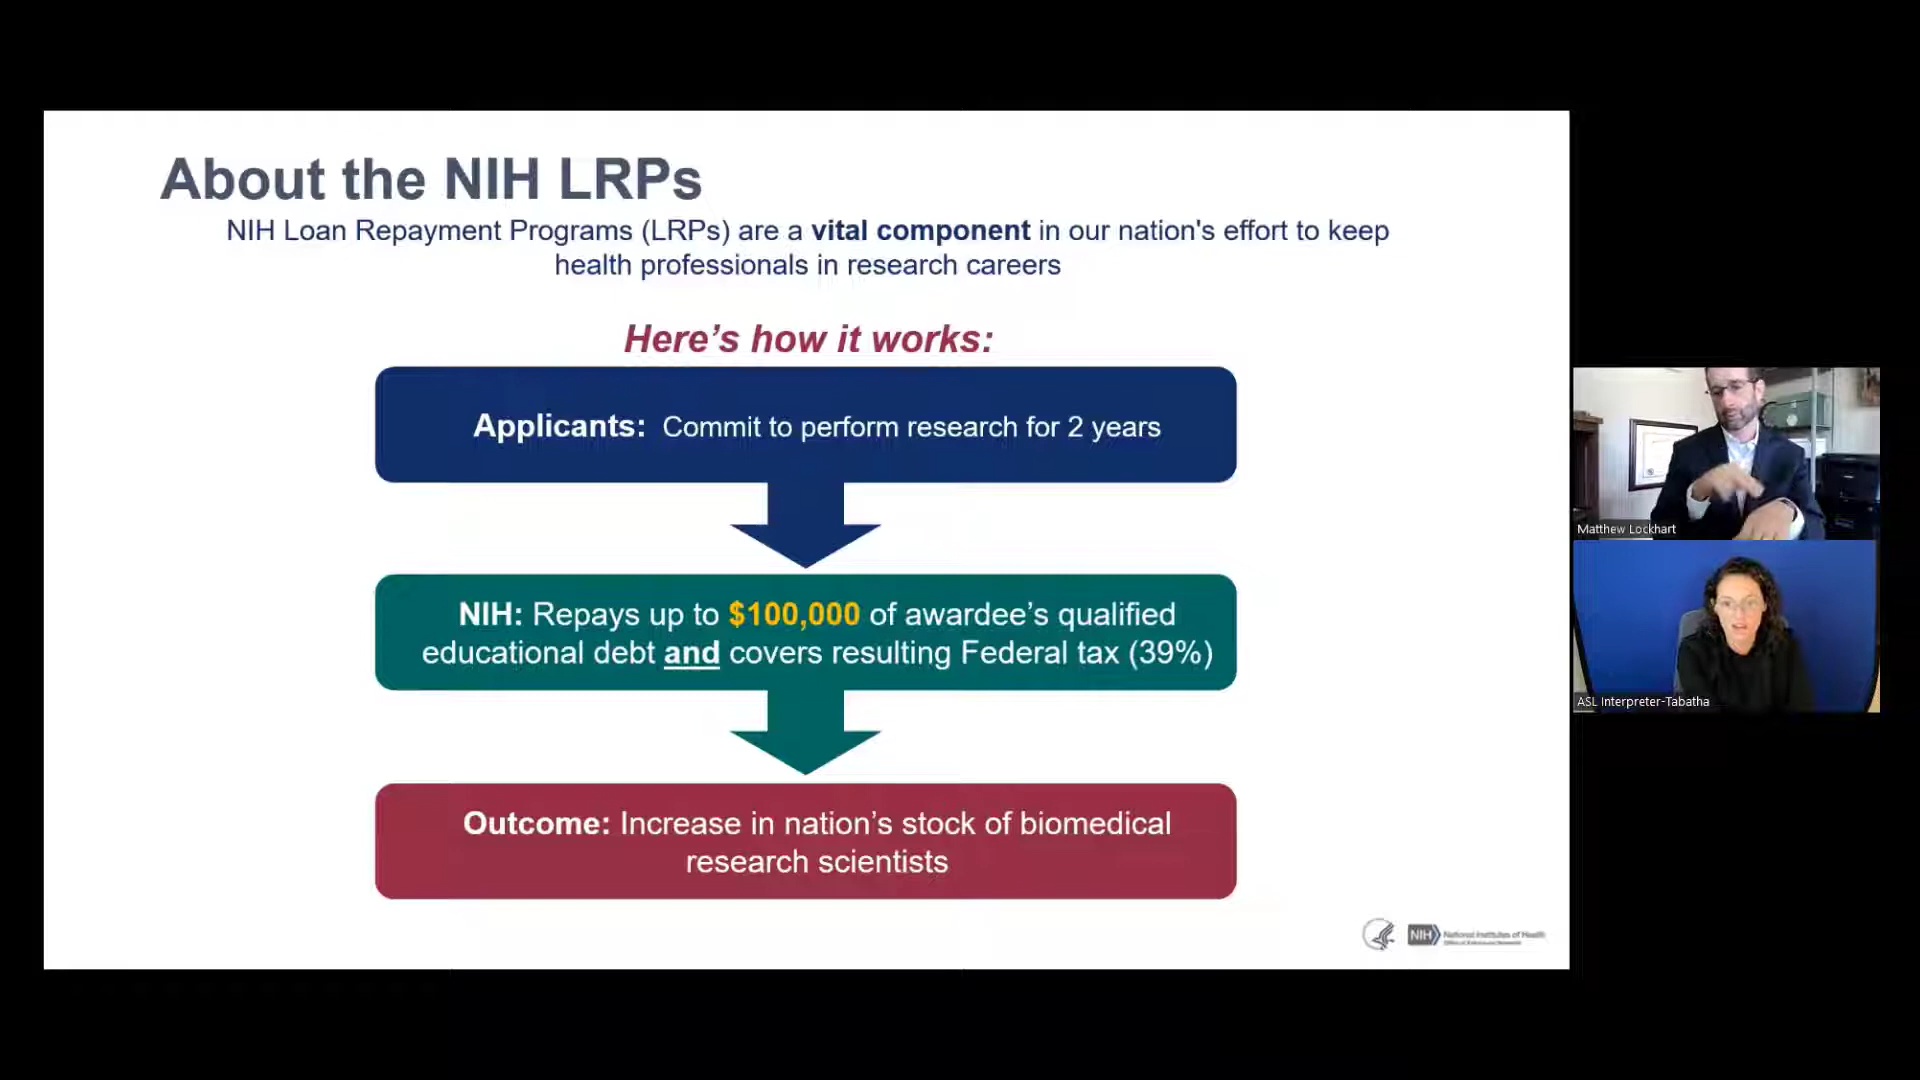 About the NIH LRPs
NIH Loan Repayment Programs (LRPs) are a vital component in our nation's effort to keep
health professionals in research careers
Here’s how it works:
Applicants: Commit to perform research for 2 years
NIH: Repays up to $100,000 of awardee’s qualified
educational debt and covers resulting Federal tax (39%)
Outcome: Increase in nation’s stock of biomedical
research scientists
NIH National Institutes of Health
Matthew Lockhart
ASL Interpreter-Tabatha